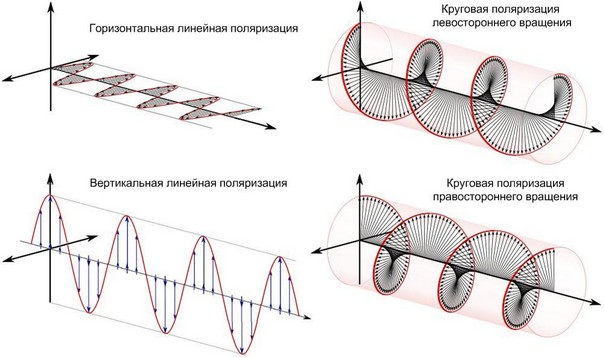 Горизонтальная линейная поляризация
Круговая поляризация
левостороннего вращения
Вертикальная линейная поляризация
Круговая поляризация
правостороннего вращения